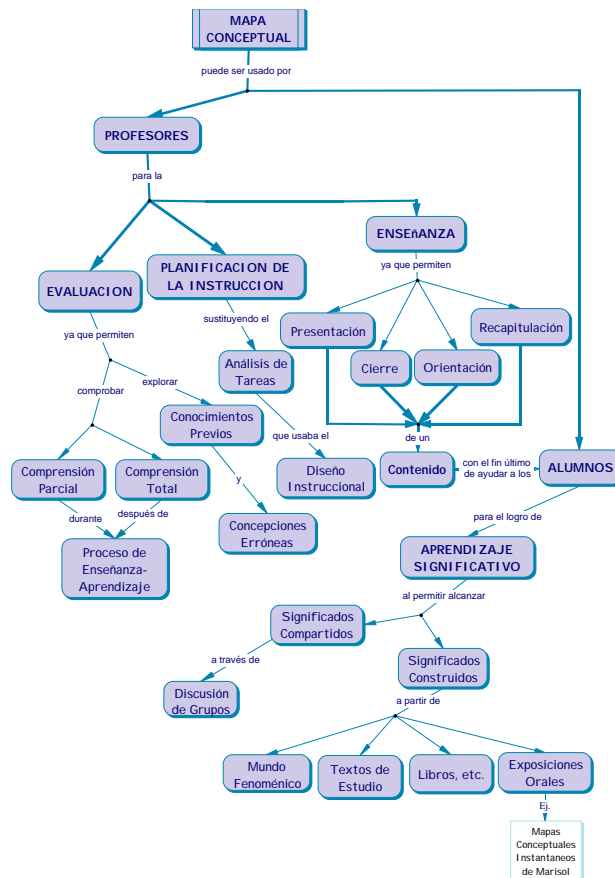 MAPA
CONCEPTUAL
puede ser usado por
PROFESORES
para la
ENSEñANZA
PLANIFICACION DE
LA INSTRUCCION
EVALUACION
ya que permiten
sustituyendo el
Presentación
Recapitulación
ya que permiten
Análisis de
Tareas
Cierre
Orientación
explorar
comprobar
Conocimientos
Previos
que usaba el
de un
Comprensión
Parcial
Comprensión
Total
y
Diseño
Instruccional
Contenido
con el fin último
de ayudar a los
ALUMNOS
durante
después de
Concepciones
Erróneas
para el logro de
Proceso de
Enseñanza-
Aprendizaje
APRENDIZAJE
SIGNIFICATIVO
al permitir alcanzar
Significados
Compartidos
Significados
Construidos
a través de
Discusión
de Grupos
a partir de
Mundo
Fenoménico
Textos de
Estudio
Libros, etc.
Exposiciones
Orales
Ej.
Mapas
Conceptuales
Instantaneos
de Marisol